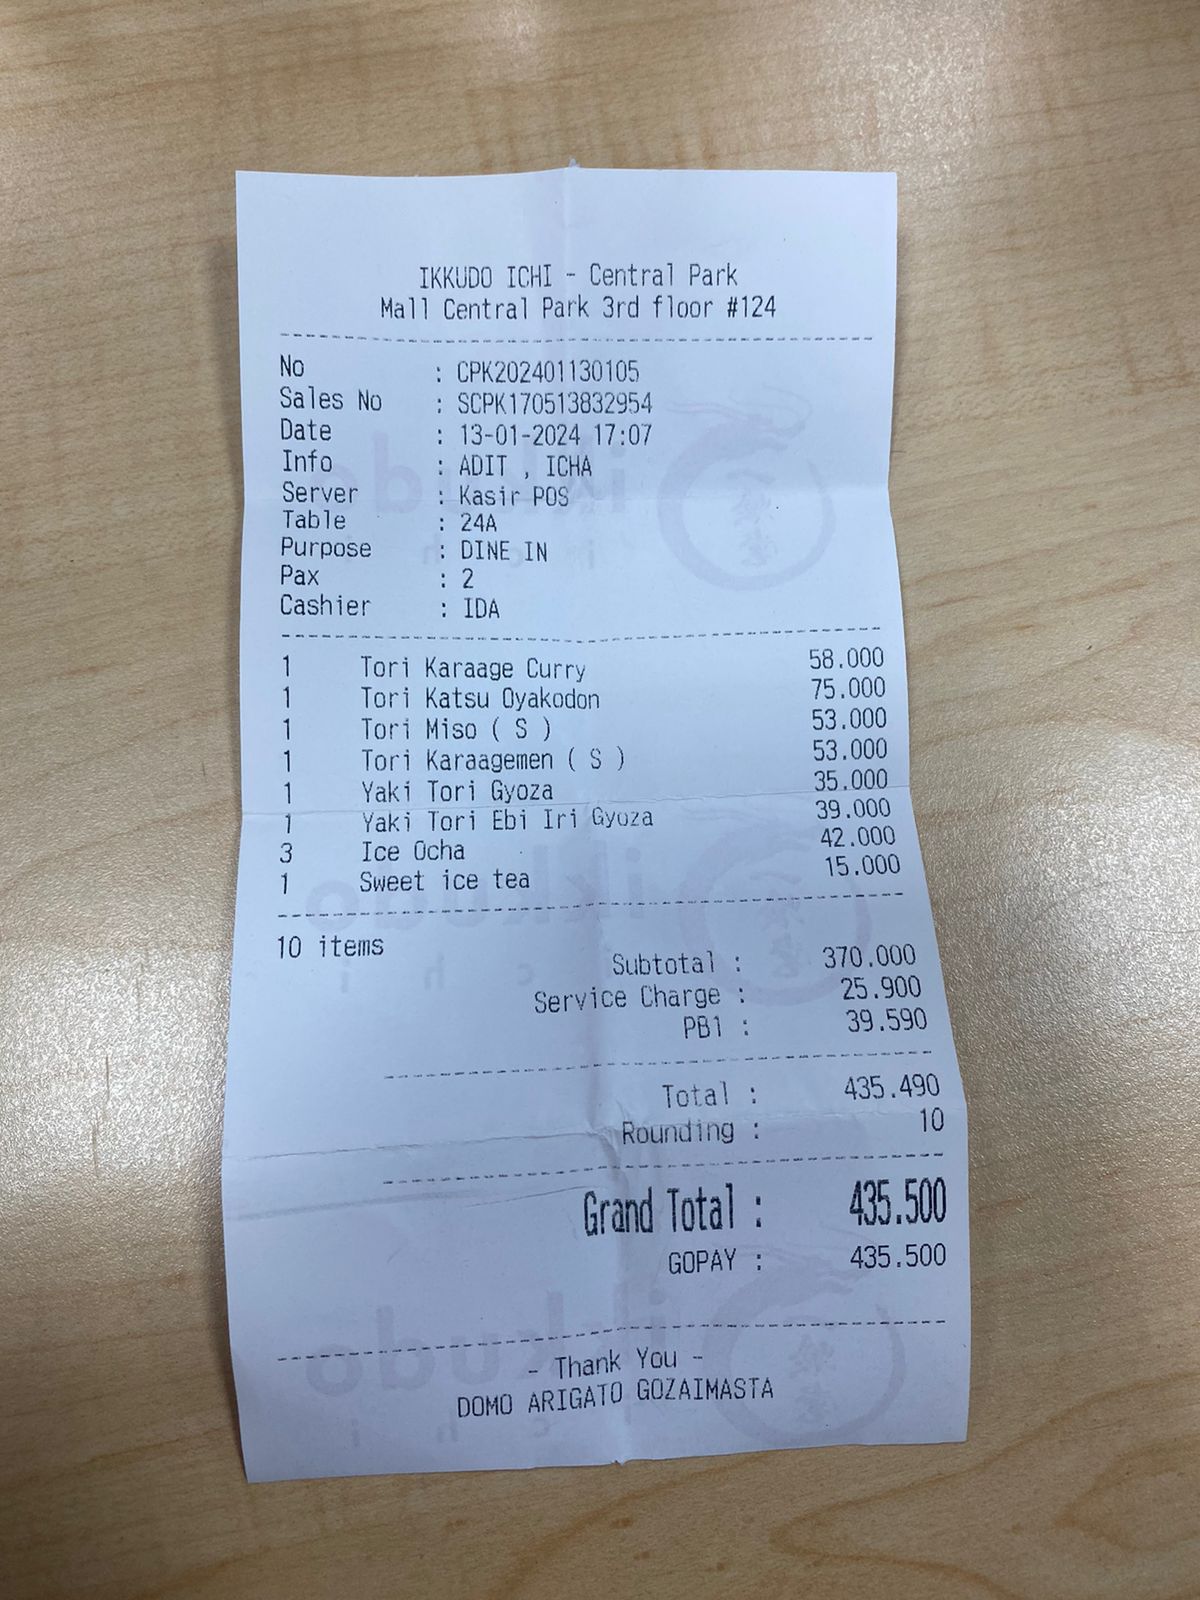 IKKUDO ICHI - Central Park
Mall Central Park 3rd floor #124
No : CPK202401130105
Sales No : SCPK170513832954
Date : 13-01-2024 17:07
Info : ADIT , ICHA
Server : Kasir POS
Table : 24A
Purpose : DINE IN
Pax : 2
Cashier : IDA
1 Tori Karaage Curry 58.000
1 Tori Katsu Oyakodon 75.000
1 Tori Miso ( S ) 53.000
1 Tori Karaagemen ( S ) 53.000
1 Yaki Tori Gyoza 35.000
1 Yaki Tori Ebi Iri Gyoza 39.000
3 Ice Ocha 42.000
1 Sweet ice tea 15.000
10 items
Subtotal : 370.000
Service Charge : 25.900
PB1 : 39.590
Total : 435.490
Rounding : 10
Grand Total : 435.500
GOPAY : 435.500
- Thank You -
DOMO ARIGATO GOZAIMASTA